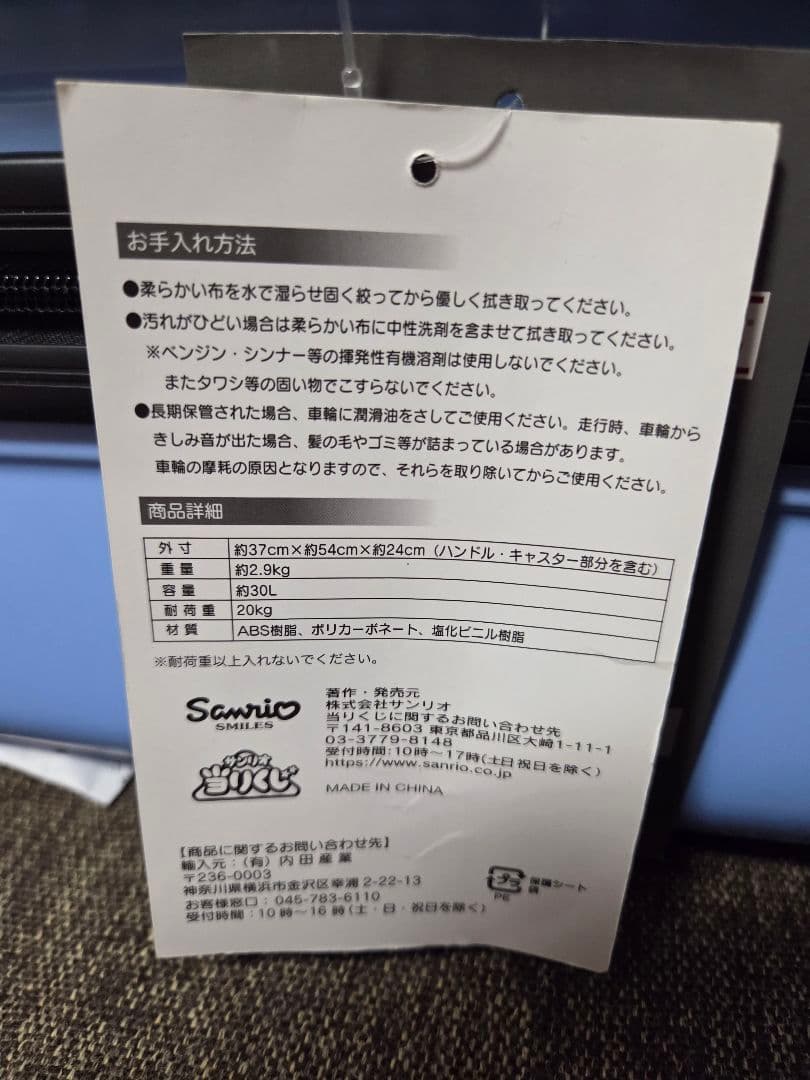 お手入れ方法
●柔らかい布を水で湿らせ固く絞ってから優しく拭き取ってください。
●汚れがひどい場合は柔らかい布に中性洗剤を含ませて拭き取ってください。
※ベンジン・シンナー等の揮発性有機溶剤は使用しないでください。
またタワシ等の固い物でこすらないでください。
●長期保管された場合、車輪に潤滑油をさしてご使用ください。走行時、車輪から
きしみ音が出た場合、髪の毛やゴミ等が詰まっている場合があります。
車輪の摩耗の原因となりますので、それらを取り除いてからご使用ください。
商品詳細
外寸 約37cm×約54cm×約24cm（ハンドル・キャスター部分を含む）
重量 約2.9kg
容量 約30L
耐荷重 20kg
材質 ABS樹脂、ポリカーボネート、塩化ビニル樹脂
※耐荷重以上入れないでください。
Sanrio
SMILES
サンリオ
当りくじ
著作・発売元
株式会社サンリオ
当りくじに関するお問い合わせ先
〒141-8603 東京都品川区大崎1-11-1
03-3779-8148
受付時間:10時～17時(土日祝日を除く)
https://www.sanrio.co.jp
MADE IN CHINA
【商品に関するお問い合わせ先】
輸入元：（有）内田産業
〒236-0003
神奈川県横浜市金沢区幸浦2-22-13
お客様窓口：045-783-6110
受付時間：10時～16時(土・日・祝日を除く)
プラ
PE
保護シート
袋